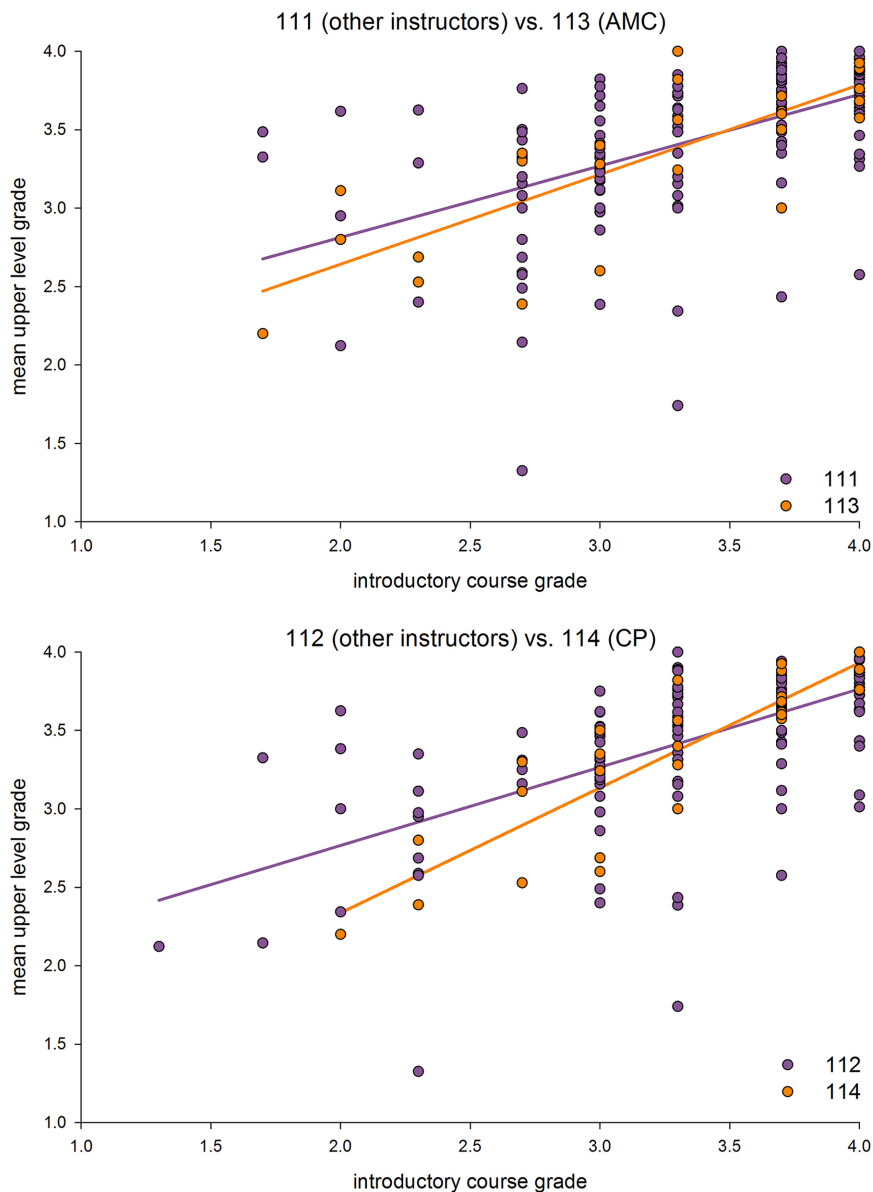 111 (other instructors) vs. 113 (AMC)
4.0
3.5
3.0
2.5
2.0
1.5
1.0
mean upper level grade
111
113
1.0 1.5 2.0 2.5 3.0 3.5 4.0
introductory course grade
112 (other instructors) vs. 114 (CP)
4.0
3.5
3.0
2.5
2.0
1.5
1.0
mean upper level grade
112
114
1.0 1.5 2.0 2.5 3.0 3.5 4.0
introductory course grade